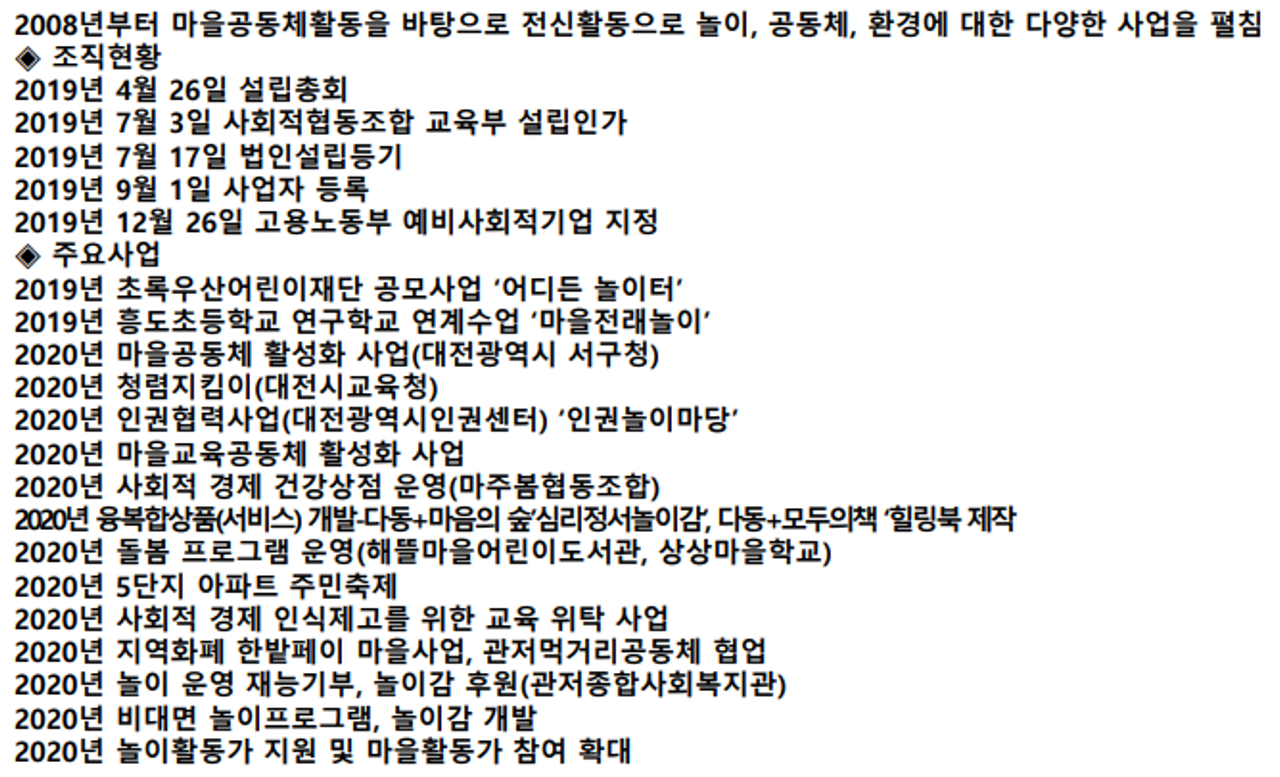 2008년부터 마을공동체활동을 바탕으로 전신활동으로 놀이, 공동체, 환경에 대한 다양한 사업을 펼침
◈ 조직현황
2019년 4월 26일 설립총회
2019년 7월 3일 사회적협동조합 교육부 설립인가
2019년 7월 17일 법인설립등기
2019년 9월 1일 사업자 등록
2019년 12월 26일 고용노동부 예비사회적기업 지정
◈ 주요사업
2019년 초록우산어린이재단 공모사업 ‘어디든 놀이터’
2019년 흥도초등학교 연구학교 연계수업 ‘마을전래놀이‘
2020년 마을공동체 활성화 사업(대전광역시 서구청)
2020년 청렴지킴이(대전시교육청)
2020년 인권협력사업(대전광역시인권센터) ‘인권놀이마당’
2020년 마을교육공동체 활성화 사업
2020년 사회적 경제 건강상점 운영(마주봄협동조합)
2020년 융복합상품(서비스) 개발-다동+마음의 숲‘심리정서놀이감’, 다동+모두의책 ‘힐링북 제작
2020년 돌봄 프로그램 운영(해뜰마을어린이도서관, 상상마을학교)
2020년 5단지 아파트 주민축제
2020년 사회적 경제 인식제고를 위한 교육 위탁 사업
2020년 지역화폐 한밭페이 마을사업, 관저먹거리공동체 협업
2020년 놀이 운영 재능기부, 놀이감 후원(관저종합사회복지관)
2020년 비대면 놀이프로그램, 놀이감 개발
2020년 놀이활동가 지원 및 마을활동가 참여 확대